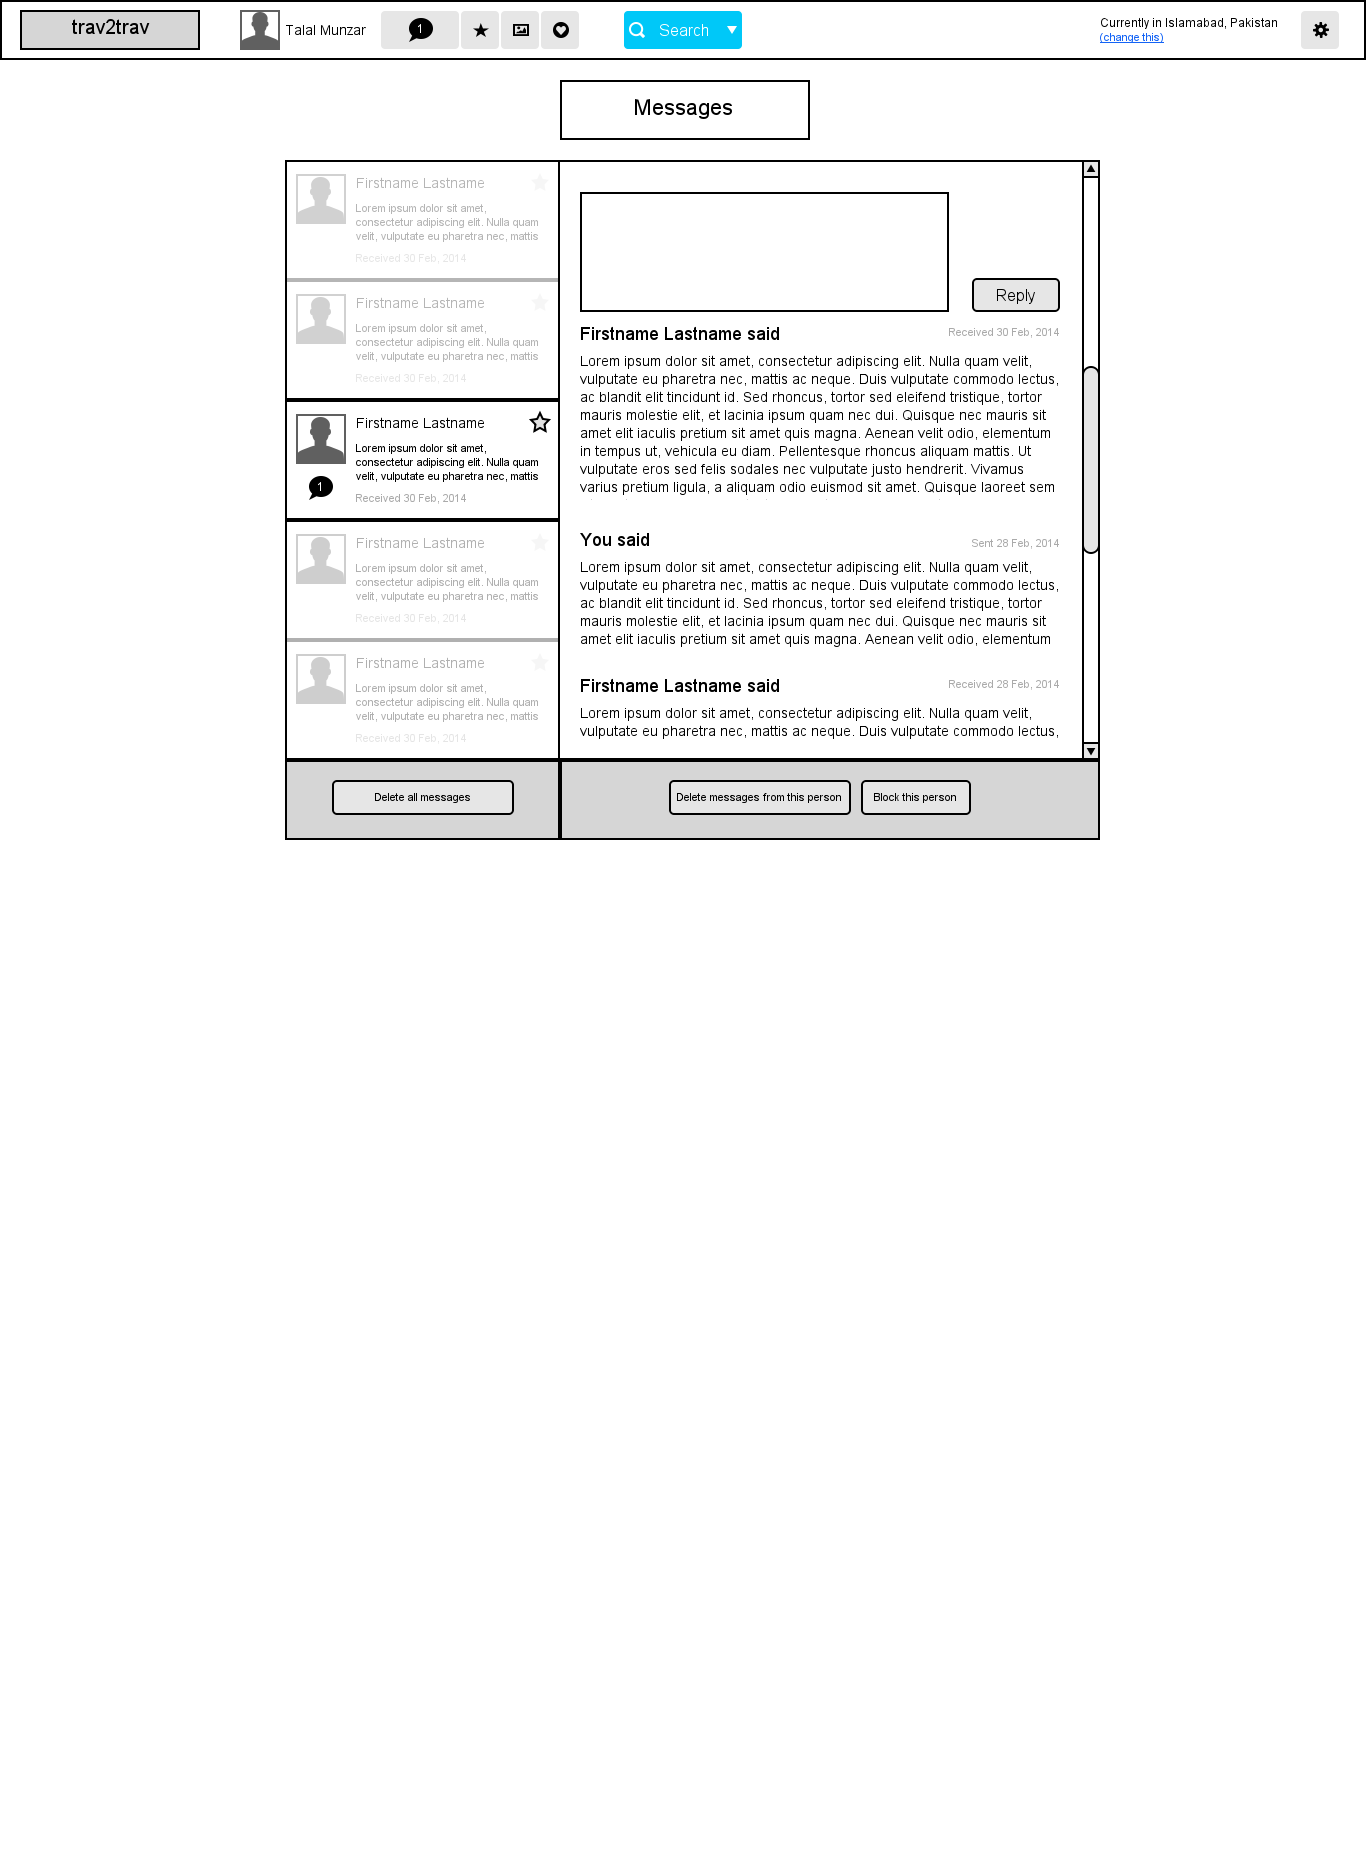 trav2trav
Talal Munzar
1
Search
Currently in Islamabad, Pakistan
(change this)
Messages
Firstname Lastname
Lorem ipsum dolor sit amet,
consectetur adipiscing elit. Nulla quam
velit, vulputate eu pharetra nec, mattis
Received 30 Feb, 2014
Firstname Lastname
Lorem ipsum dolor sit amet,
consectetur adipiscing elit. Nulla quam
velit, vulputate eu pharetra nec, mattis
Received 30 Feb, 2014
Firstname Lastname
Lorem ipsum dolor sit amet,
consectetur adipiscing elit. Nulla quam
velit, vulputate eu pharetra nec, mattis
1
Received 30 Feb, 2014
Firstname Lastname
Lorem ipsum dolor sit amet,
consectetur adipiscing elit. Nulla quam
velit, vulputate eu pharetra nec, mattis
Received 30 Feb, 2014
Firstname Lastname
Lorem ipsum dolor sit amet,
consectetur adipiscing elit. Nulla quam
velit, vulputate eu pharetra nec, mattis
Received 30 Feb, 2014
Delete all messages
Reply
Firstname Lastname said
Received 30 Feb, 2014
Lorem ipsum dolor sit amet, consectetur adipiscing elit. Nulla quam velit,
vulputate eu pharetra nec, mattis ac neque. Duis vulputate commodo lectus,
ac blandit elit tincidunt id. Sed rhoncus, tortor sed eleifend tristique, tortor
mauris molestie elit, et lacinia ipsum quam nec dui. Quisque nec mauris sit
amet elit iaculis pretium sit amet quis magna. Aenean velit odio, elementum
in tempus ut, vehicula eu diam. Pellentesque rhoncus aliquam mattis. Ut
vulputate eros sed felis sodales nec vulputate justo hendrerit. Vivamus
varius pretium ligula, a aliquam odio euismod sit amet. Quisque laoreet sem
You said
Sent 28 Feb, 2014
Lorem ipsum dolor sit amet, consectetur adipiscing elit. Nulla quam velit,
vulputate eu pharetra nec, mattis ac neque. Duis vulputate commodo lectus,
ac blandit elit tincidunt id. Sed rhoncus, tortor sed eleifend tristique, tortor
mauris molestie elit, et lacinia ipsum quam nec dui. Quisque nec mauris sit
amet elit iaculis pretium sit amet quis magna. Aenean velit odio, elementum
Firstname Lastname said
Received 28 Feb, 2014
Lorem ipsum dolor sit amet, consectetur adipiscing elit. Nulla quam velit,
vulputate eu pharetra nec, mattis ac neque. Duis vulputate commodo lectus,
Delete messages from this person
Block this person